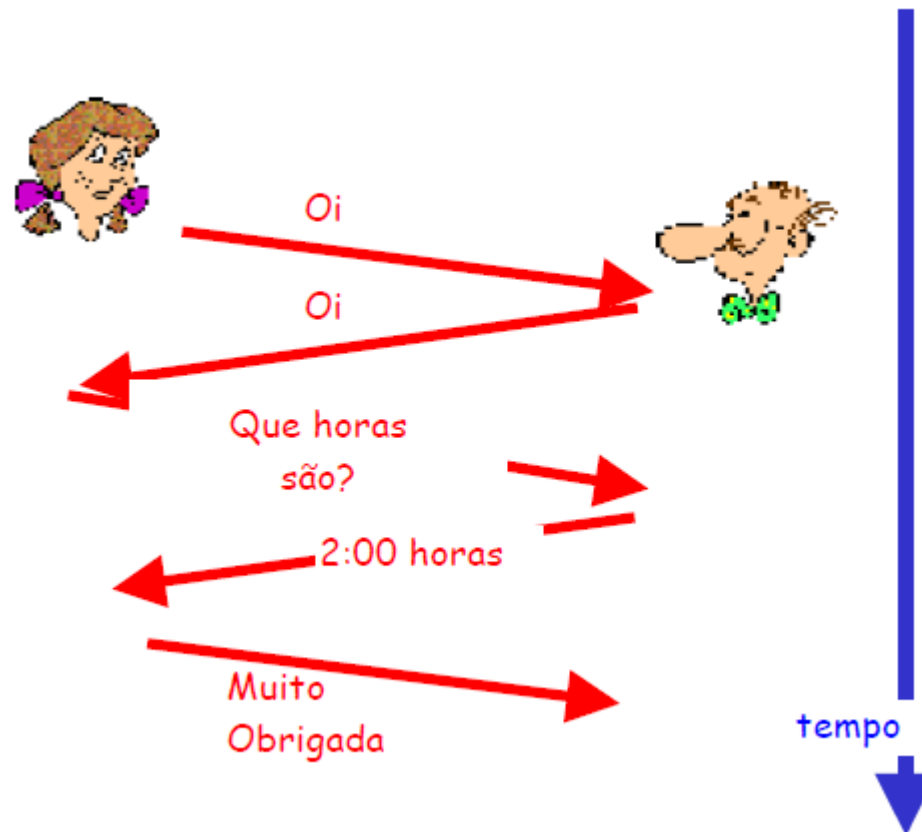 Oi
Oi
Que horas
são?
2:00 horas
Muito
Obrigada
tempo